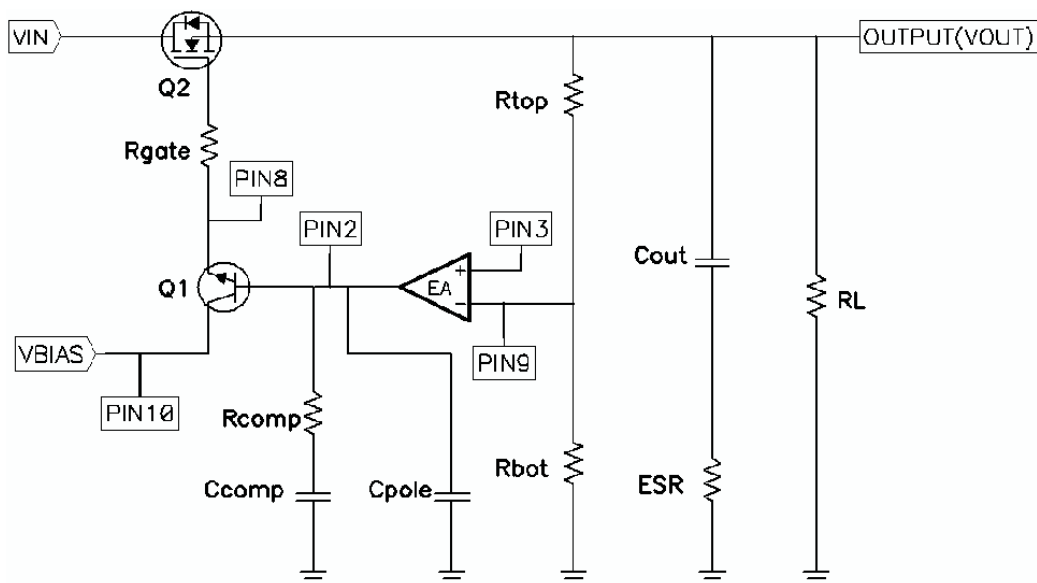 VIN
OUTPUT(VOUT)
Q2
Rtop
Rgate
PIN8
PIN2
PIN3
Cout
Q1
EA
+
-
RL
VBIAS
PIN9
PIN10
Rcomp
Rbot
Ccomp
Cpole
ESR